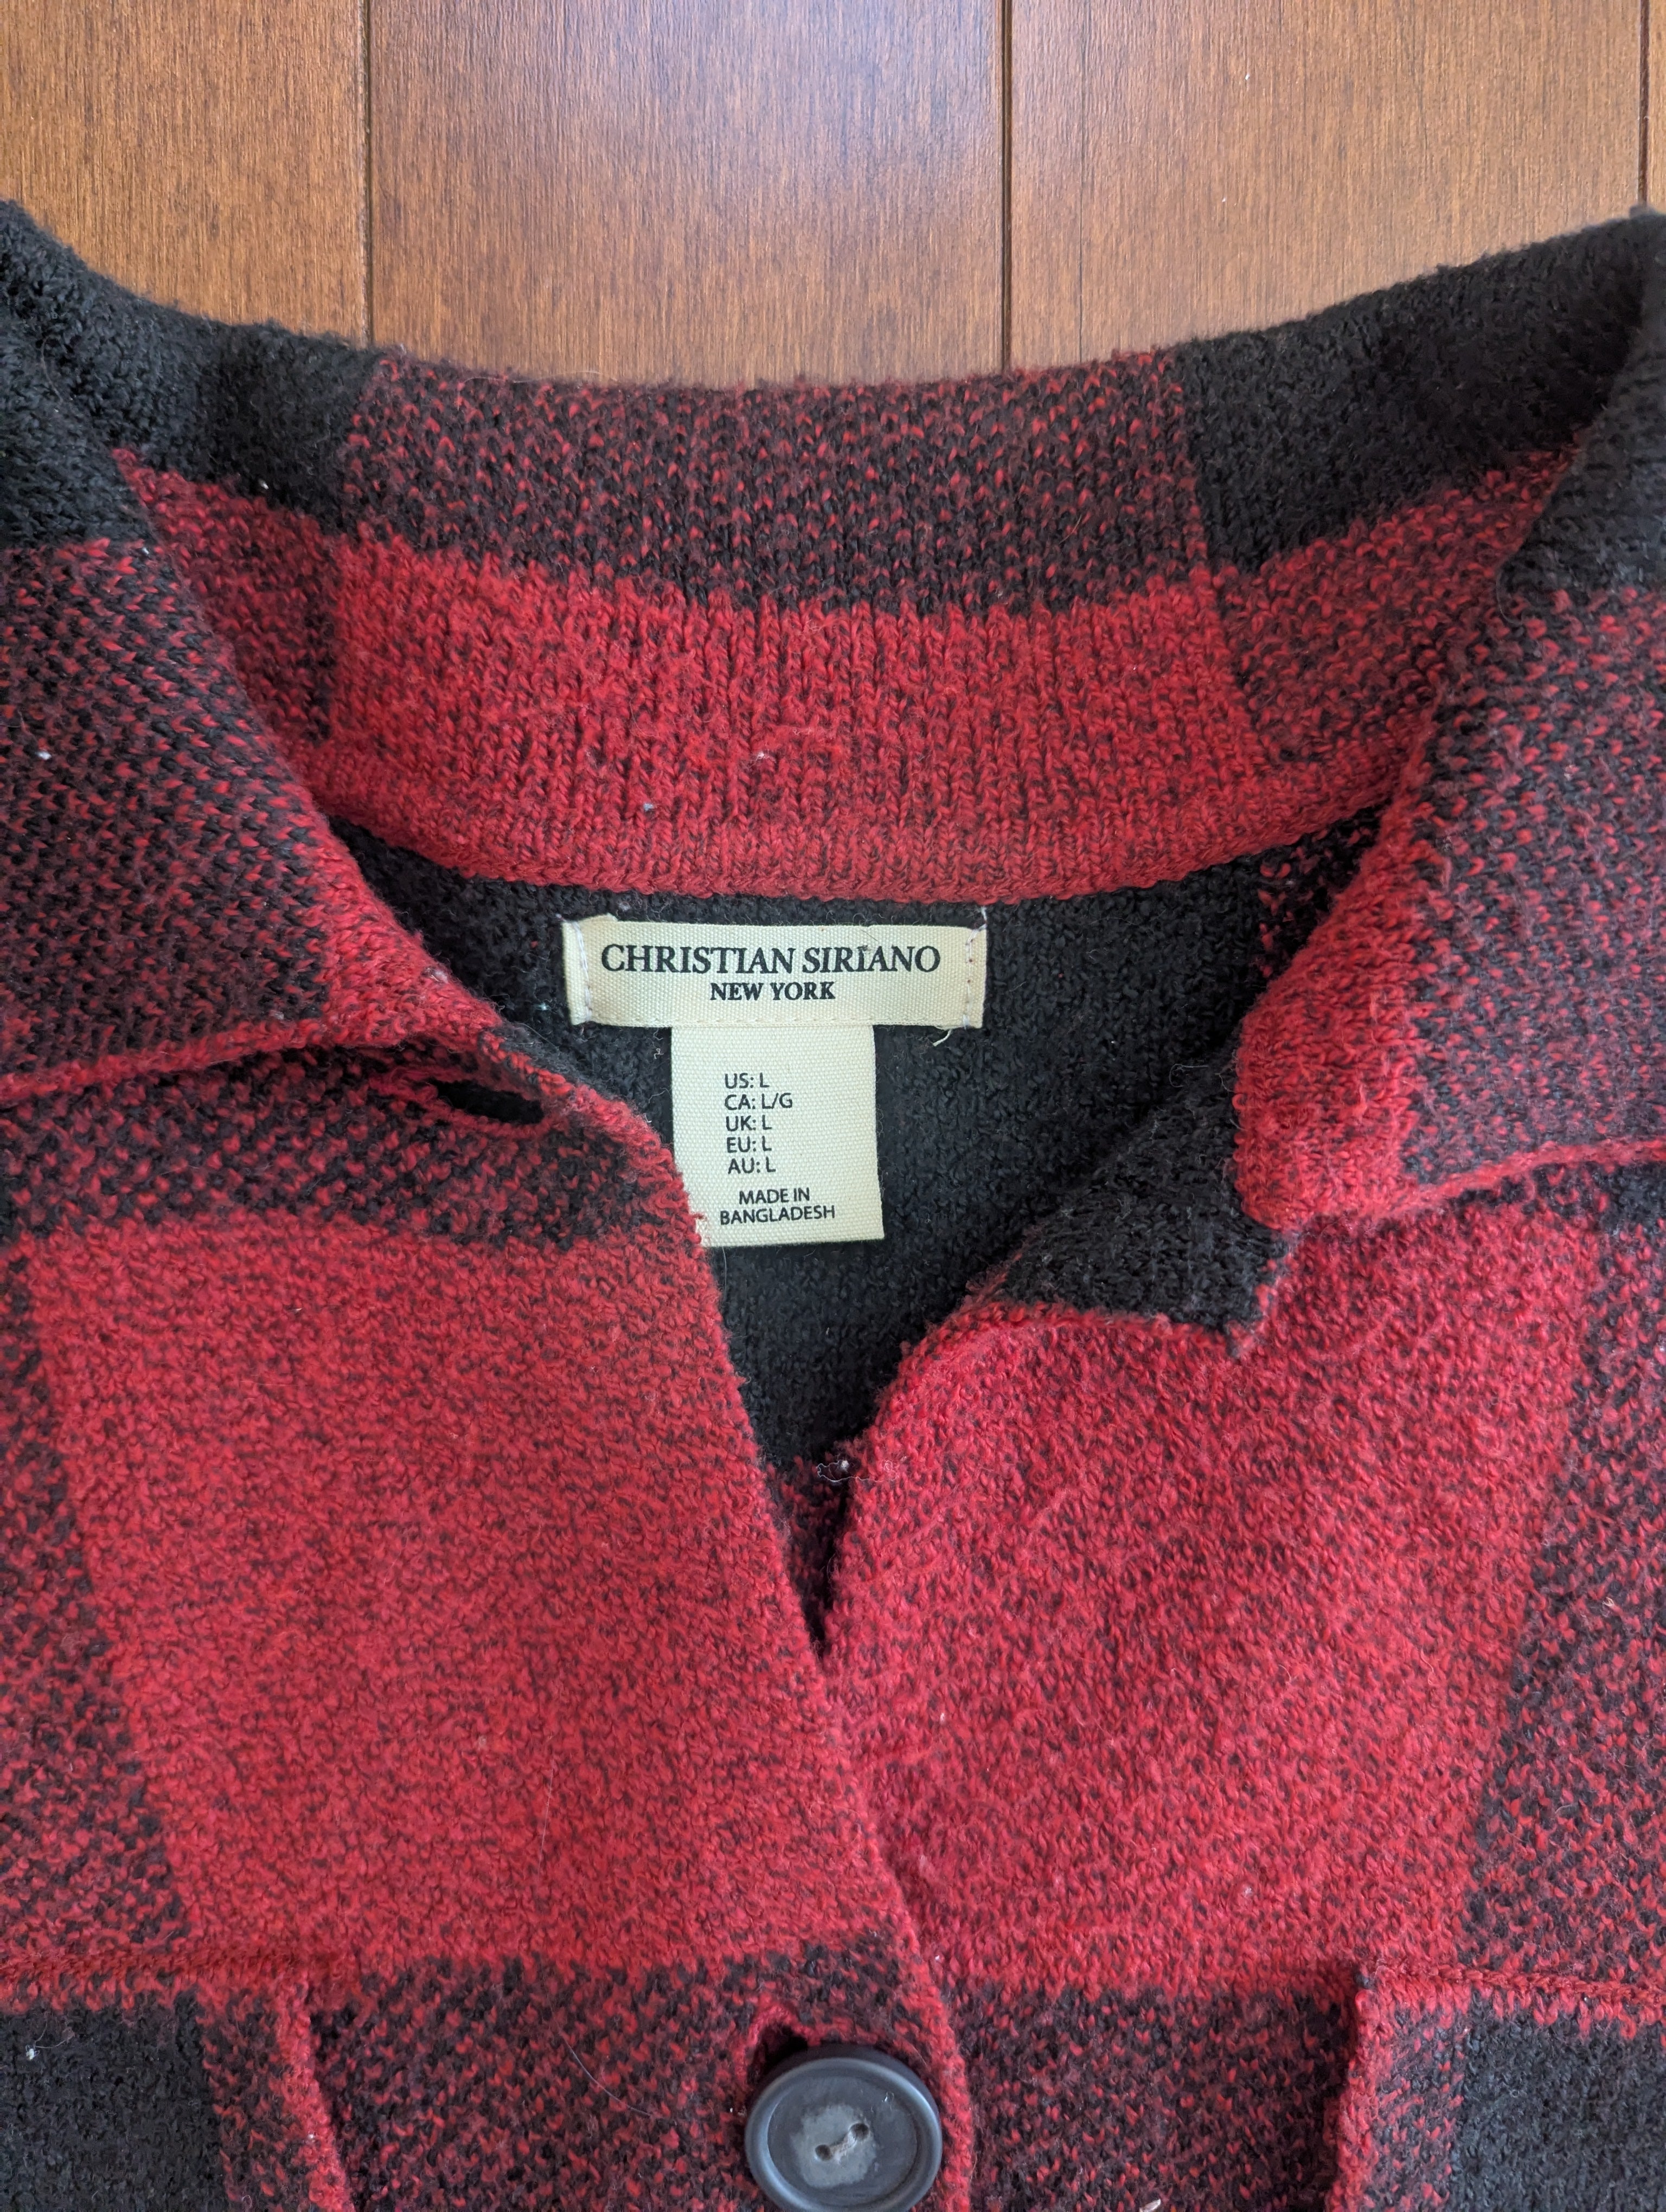 CHRISTIAN SIRIANO
NEW YORK
US: L
CA: L/G
UK: L
EU: L
AU: L
MADE IN
BANGLADESH